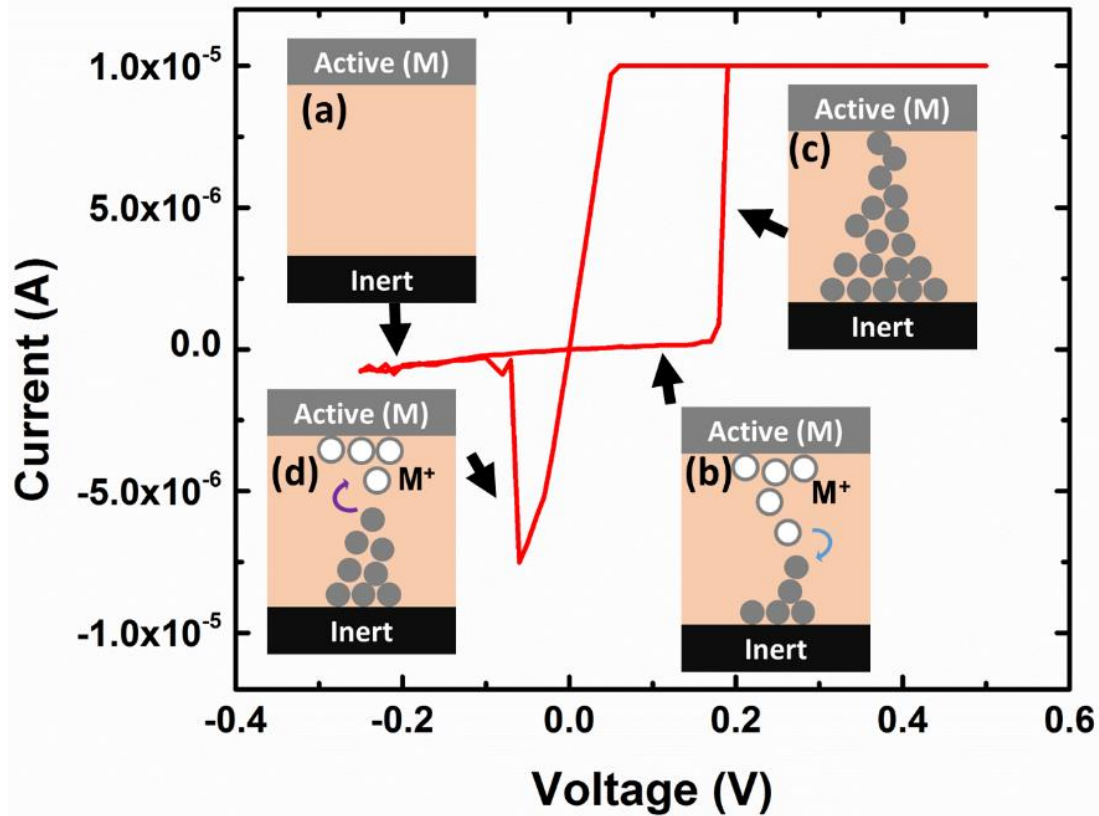 Current (A)
1.0x10⁻⁵
5.0x10⁻⁶
0.0
-5.0x10⁻⁶
-1.0x10⁻⁵
Active (M)
(a)
Inert
Active (M)
(c)
Inert
Active (M)
(d)
M⁺
Inert
Active (M)
(b)
M⁺
Inert
-0.4
-0.2
0.0
0.2
0.4
0.6
Voltage (V)